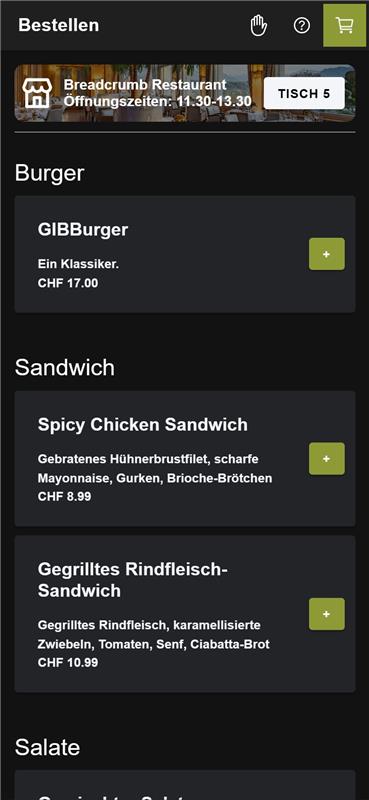 Bestellen
Breadcrumb Restaurant
Öffnungszeiten: 11.30-13.30
TISCH 5
Burger
GIBBurger
Ein Klassiker.
CHF 17.00
+
Sandwich
Spicy Chicken Sandwich
Gebratenes Hühnerbrustfilet, scharfe
Mayonnaise, Gurken, Brioche-Brötchen
CHF 8.99
+
Gegrilltes Rindfleisch-
Sandwich
Gegrilltes Rindfleisch, karamellisierte
Zwiebeln, Tomaten, Senf, Ciabatta-Brot
CHF 10.99
+
Salate